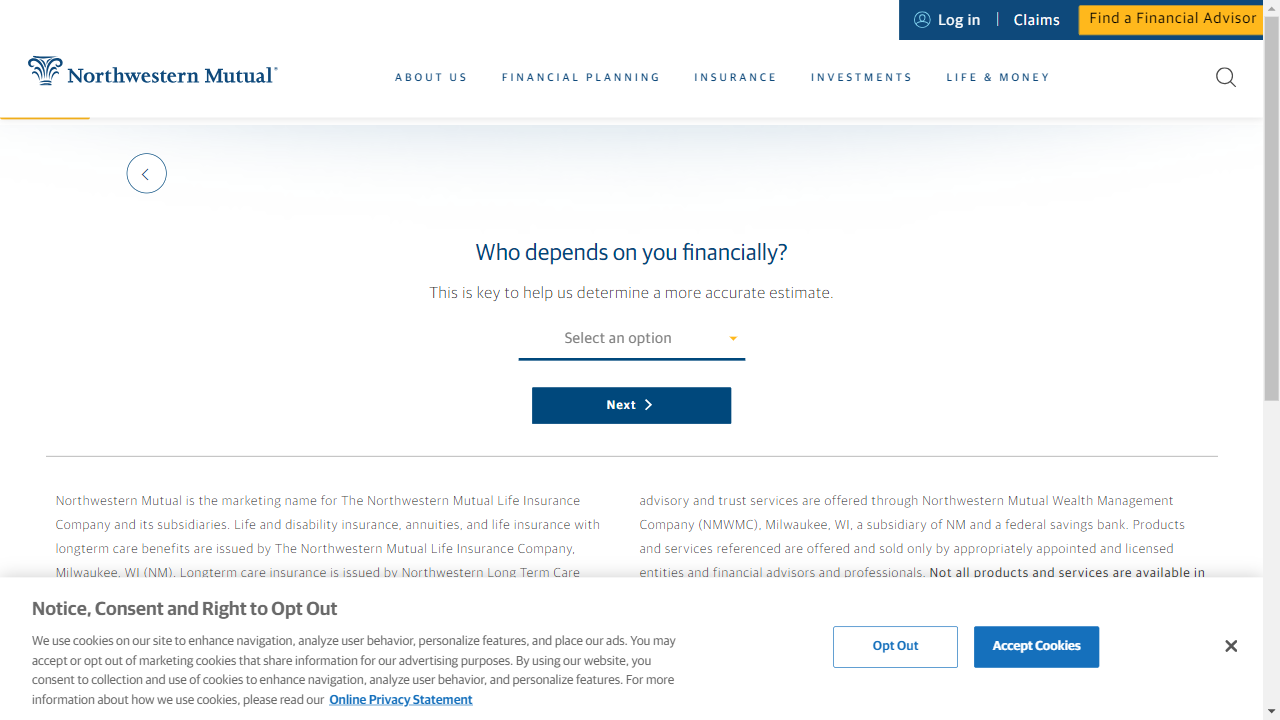 Log in | Claims Find a Financial Advisor
Northwestern Mutual®
ABOUT US FINANCIAL PLANNING INSURANCE INVESTMENTS LIFE & MONEY
Who depends on you financially?
This is key to help us determine a more accurate estimate.
Select an option
Next
Northwestern Mutual is the marketing name for The Northwestern Mutual Life Insurance
Company and its subsidiaries. Life and disability insurance, annuities, and life insurance with
longterm care benefits are issued by The Northwestern Mutual Life Insurance Company,
Milwaukee, WI (NM). Longterm care insurance is issued by Northwestern Long Term Care
advisory and trust services are offered through Northwestern Mutual Wealth Management
Company (NMWMC), Milwaukee, WI, a subsidiary of NM and a federal savings bank. Products
and services referenced are offered and sold only by appropriately appointed and licensed
entities and financial advisors and professionals. Not all products and services are available in
Notice, Consent and Right to Opt Out
We use cookies on our site to enhance navigation, analyze user behavior, personalize features, and place our ads. You may
accept or opt out of marketing cookies that share information for our advertising purposes. By using our website, you
consent to collection and use of cookies to enhance navigation, analyze user behavior, and personalize features. For more
information about how we use cookies, please read our Online Privacy Statement
Opt Out
Accept Cookies